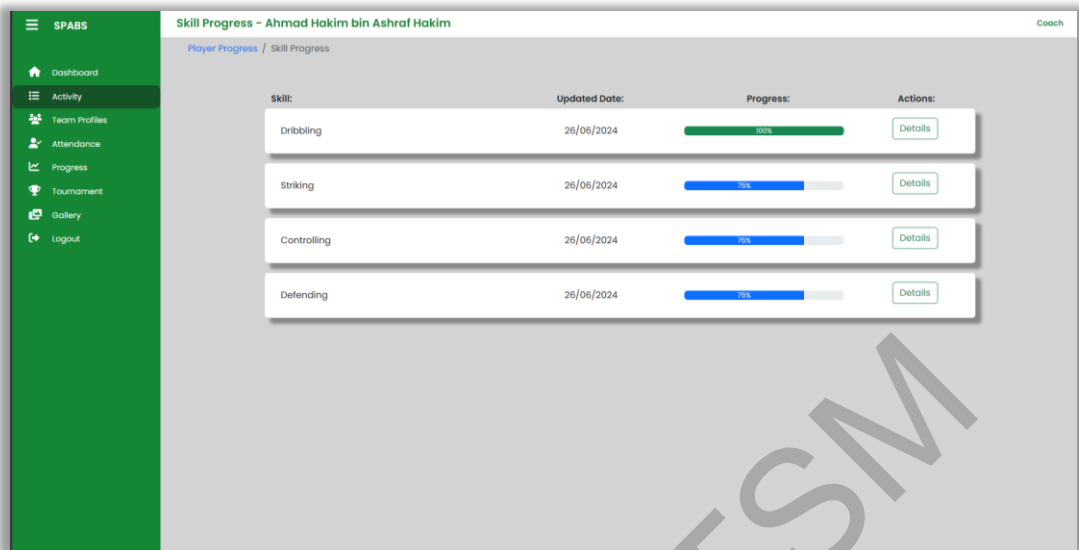 SPABS
Skill Progress - Ahmad Hakim bin Ashraf Hakim
Coach
Player Progress / Skill Progress
Dashboard
Activity
Team Profiles
Attendance
Progress
Tournament
Gallery
Logout
Skill: Updated Date: Progress: Actions:
Dribbling 26/06/2024 100% Details
Striking 26/06/2024 75% Details
Controlling 26/06/2024 75% Details
Defending 26/06/2024 75% Details
TSM